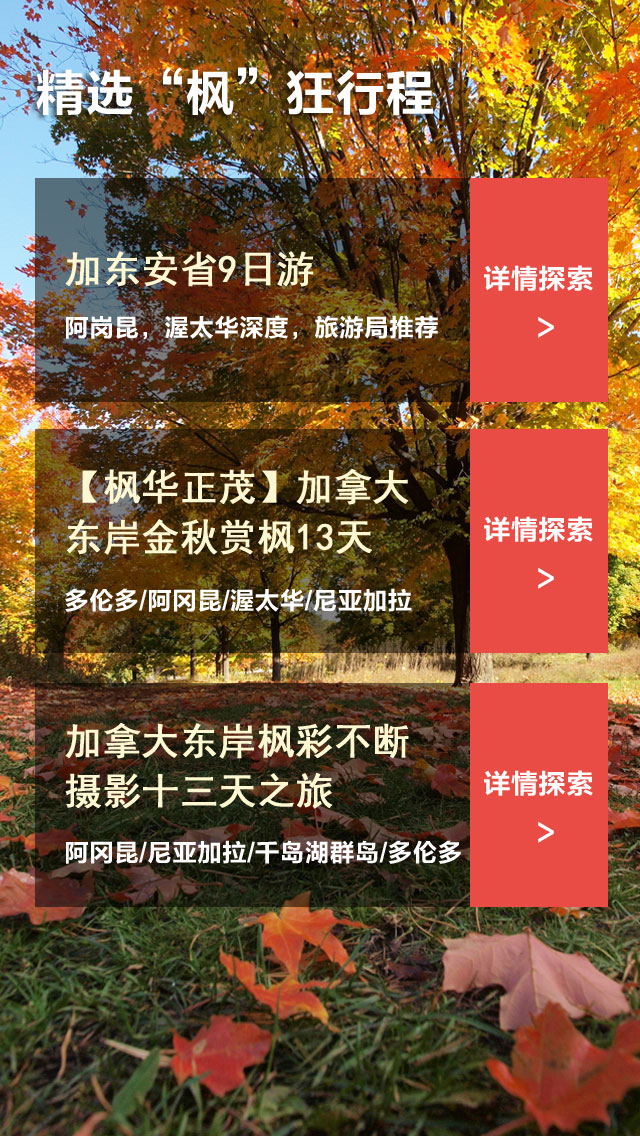 精选“枫”狂行程
加东安省9日游
阿岗昆，渥太华深度，旅游局推荐
详情探索
>
【枫华正茂】加拿大
东岸金秋赏枫13天
多伦多/阿冈昆/渥太华/尼亚加拉
详情探索
>
加拿大东岸枫彩不断
摄影十三天之旅
阿冈昆/尼亚加拉/千岛湖群岛/多伦多
详情探索
>